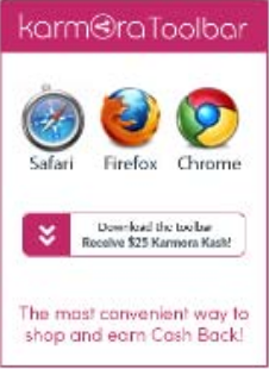 karmoraToolbar
Safari Firefox Chrome
Download the toolbar
Receive $25 Karmora Kash!
The most convenient way to
shop and earn Cash Back!